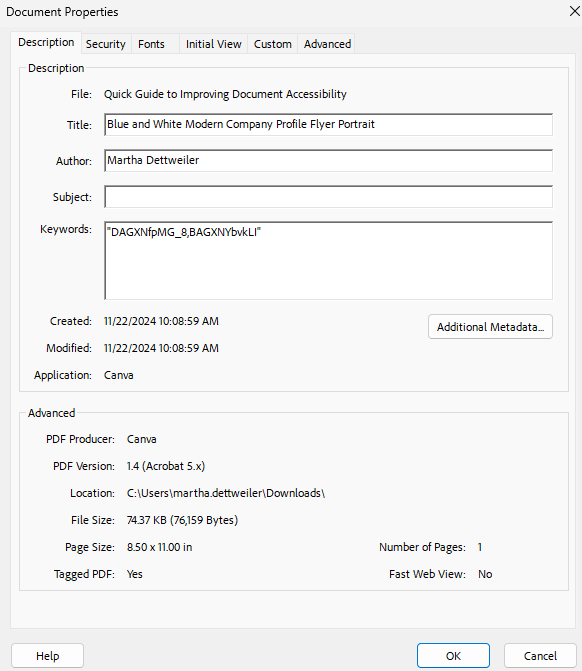 Document Properties
Description Security Fonts Initial View Custom Advanced
Description
File: Quick Guide to Improving Document Accessibility
Title: Blue and White Modern Company Profile Flyer Portrait
Author: Martha Dettweiler
Subject:
Keywords: "DAGXNfpMG_8,BAGXNYbvkLI"
Created: 11/22/2024 10:08:59 AM
Additional Metadata...
Modified: 11/22/2024 10:08:59 AM
Application: Canva
Advanced
PDF Producer: Canva
PDF Version: 1.4 (Acrobat 5.x)
Location: C:\Users\martha.dettweiler\Downloads\
File Size: 74.37 KB (76,159 Bytes)
Page Size: 8.50 x 11.00 in Number of Pages: 1
Tagged PDF: Yes Fast Web View: No
Help OK Cancel